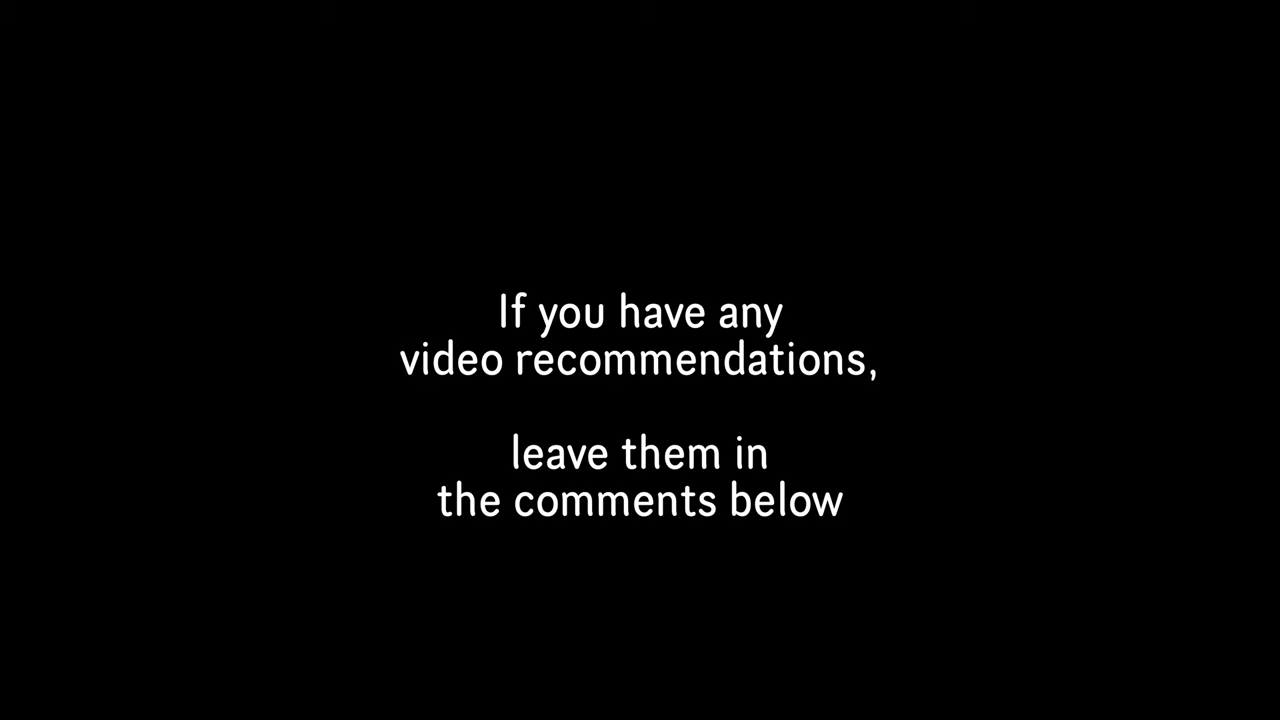 If you have any
video recommendations,
leave them in
the comments below